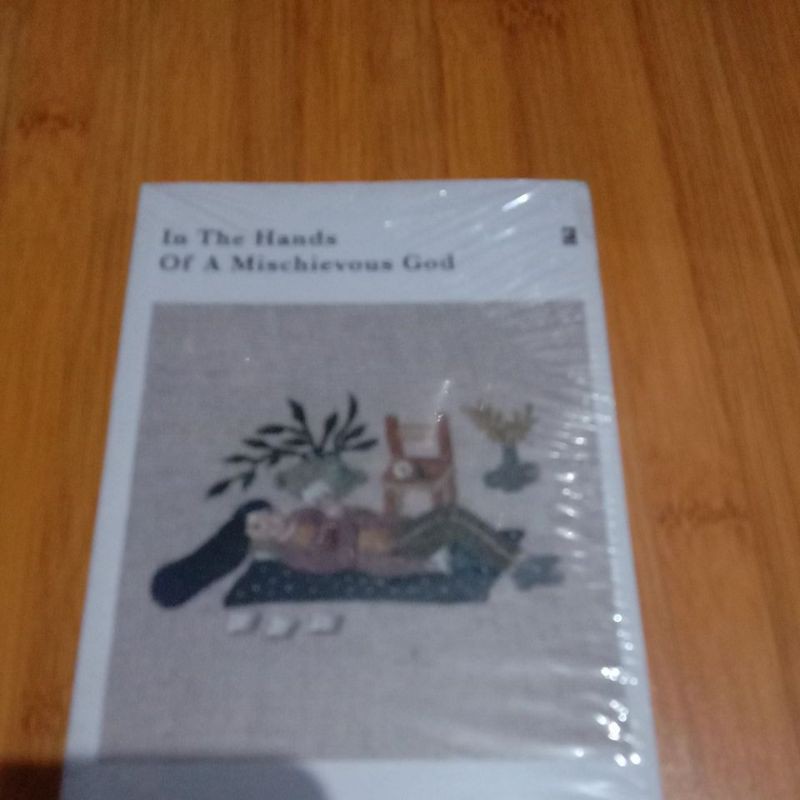 In The Hands
Of A Mischievous God